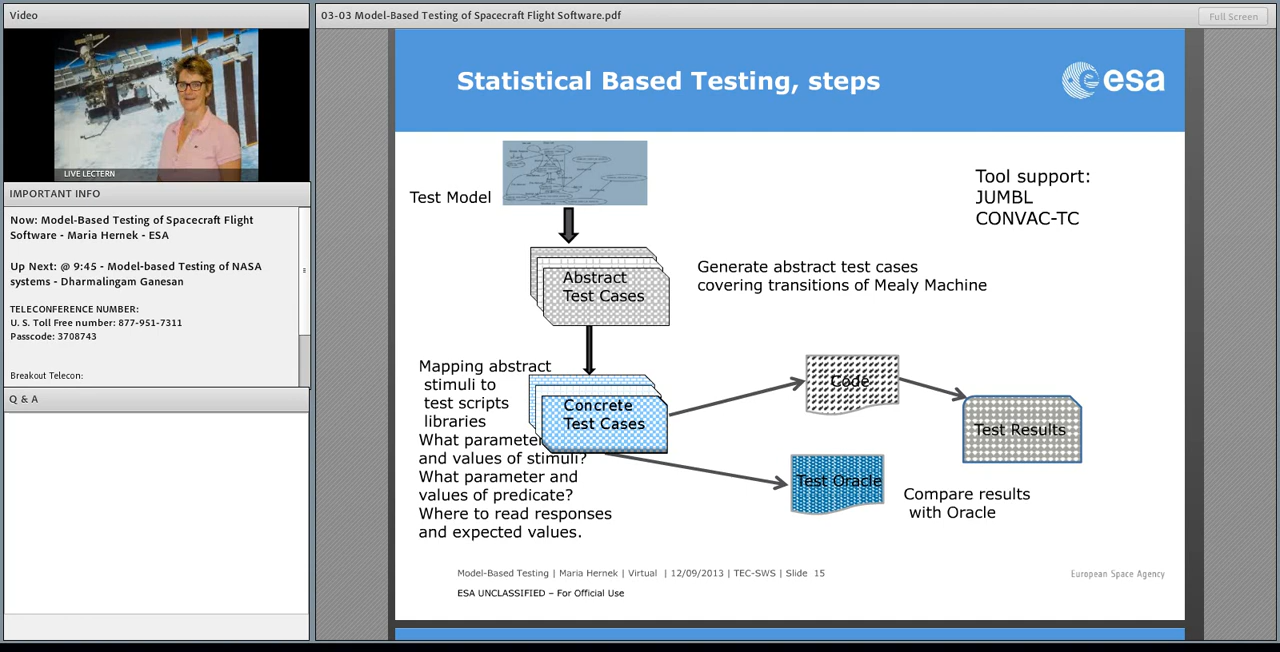 Video
LIVE LECTERN
IMPORTANT INFO
Now: Model-Based Testing of Spacecraft Flight
Software - Maria Hernek - ESA
Up Next: @ 9:45 - Model-based Testing of NASA
systems - Dharmalingam Ganesan
TELECONFERENCE NUMBER:
U. S. Toll Free number: 877-951-7311
Passcode: 3708743
Breakout Telecon:
Q & A
03-03 Model-Based Testing of Spacecraft Flight Software.pdf
Full Screen
Statistical Based Testing, steps
esa
Test Model
Tool support:
JUMBL
CONVAC-TC
Abstract
Test Cases
Generate abstract test cases
covering transitions of Mealy Machine
Mapping abstract
stimuli to
test scripts
libraries
What parameter
and values of stimuli?
What parameter and
values of predicate?
Where to read responses
and expected values.
Concrete
Test Cases
Code
Test Results
Test Oracle
Compare results
with Oracle
Model-Based Testing | Maria Hernek | Virtual | 12/09/2013 | TEC-SWS | Slide 15
European Space Agency
ESA UNCLASSIFIED – For Official Use